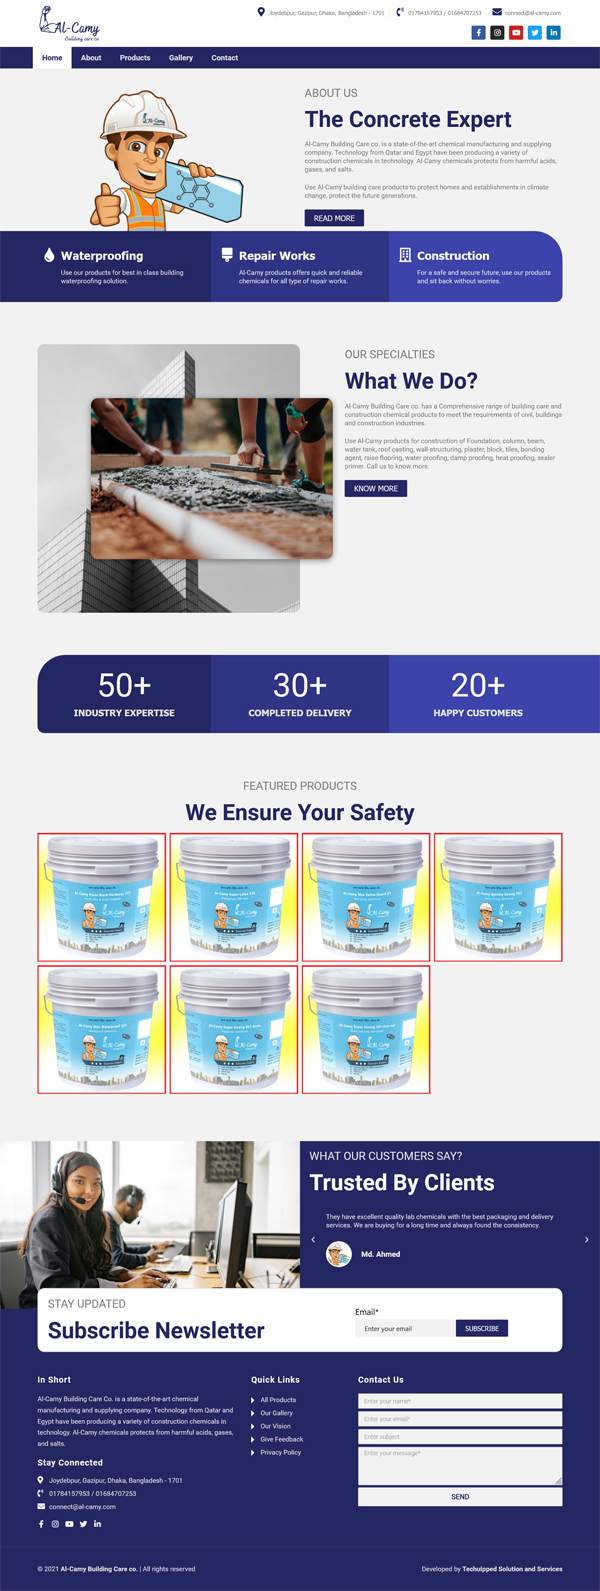 Al-Camy
Building care co.
Joydebpur, Gazipur, Dhaka, Bangladesh - 1701
01784157953 / 01684707253
connect@al-camy.com
Home
About
Products
Gallery
Contact
ABOUT US
The Concrete Expert
Al-Camy Building Care co. is a state-of-the-art chemical manufacturing and supplying
company. Technology from Qatar and Egypt have been producing a variety of
construction chemicals in technology. Al-Camy chemicals protects from harmful acids,
gases, and salts.
Use Al-Camy building care products to protect homes and establishments in climate
change, protect the future generations.
READ MORE
Waterproofing
Use our products for best in class building
waterproofing solution.
Repair Works
Al-Camy products offers quick and reliable
chemicals for all type of repair works.
Construction
For a safe and secure future, use our products
and sit back without worries.
OUR SPECIALTIES
What We Do?
Al-Camy Building Care co. has a Comprehensive range of building care and
construction chemical products to meet the requirements of civil, buildings
and construction industries.
Use Al-Camy products for construction of Foundation, column, beam,
water tank, roof casting, wall-structuring, plaster, block, tiles, bonding
agent, raise flooring, water proofing, damp proofing, heat proofing, sealer
primer. Call us to know more.
KNOW MORE
50+
INDUSTRY EXPERTISE
30+
COMPLETED DELIVERY
20+
HAPPY CUSTOMERS
FEATURED PRODUCTS
We Ensure Your Safety
WHAT OUR CUSTOMERS SAY?
Trusted By Clients
They have excellent quality lab chemicals with the best packaging and delivery
services. We are buying for a long time and always found the consistency.
Md. Ahmed
STAY UPDATED
Subscribe Newsletter
Email*
Enter your email
SUBSCRIBE
In Short
Al-Camy Building Care Co. is a state-of-the-art chemical
manufacturing and supplying company. Technology from Qatar and
Egypt have been producing a variety of construction chemicals in
technology. Al-Camy chemicals protects from harmful acids, gases,
and salts.
Stay Connected
Joydebpur, Gazipur, Dhaka, Bangladesh - 1701
01784157953 / 01684707253
connect@al-camy.com
Quick Links
All Products
Our Gallery
Our Vision
Give Feedback
Privacy Policy
Contact Us
Enter your name*
Enter your email*
Enter subject
Enter your message*
SEND
© 2021 Al-Camy Building Care co. | All rights reserved
Developed by Techuipped Solution and Services